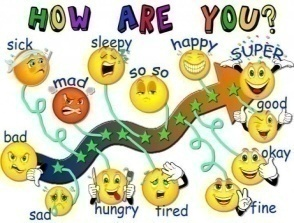 HOW ARE YOU?
sick
sleepy
happy
SUPER
mad
so so
good
bad
okay
sad
hungry
tired
fine